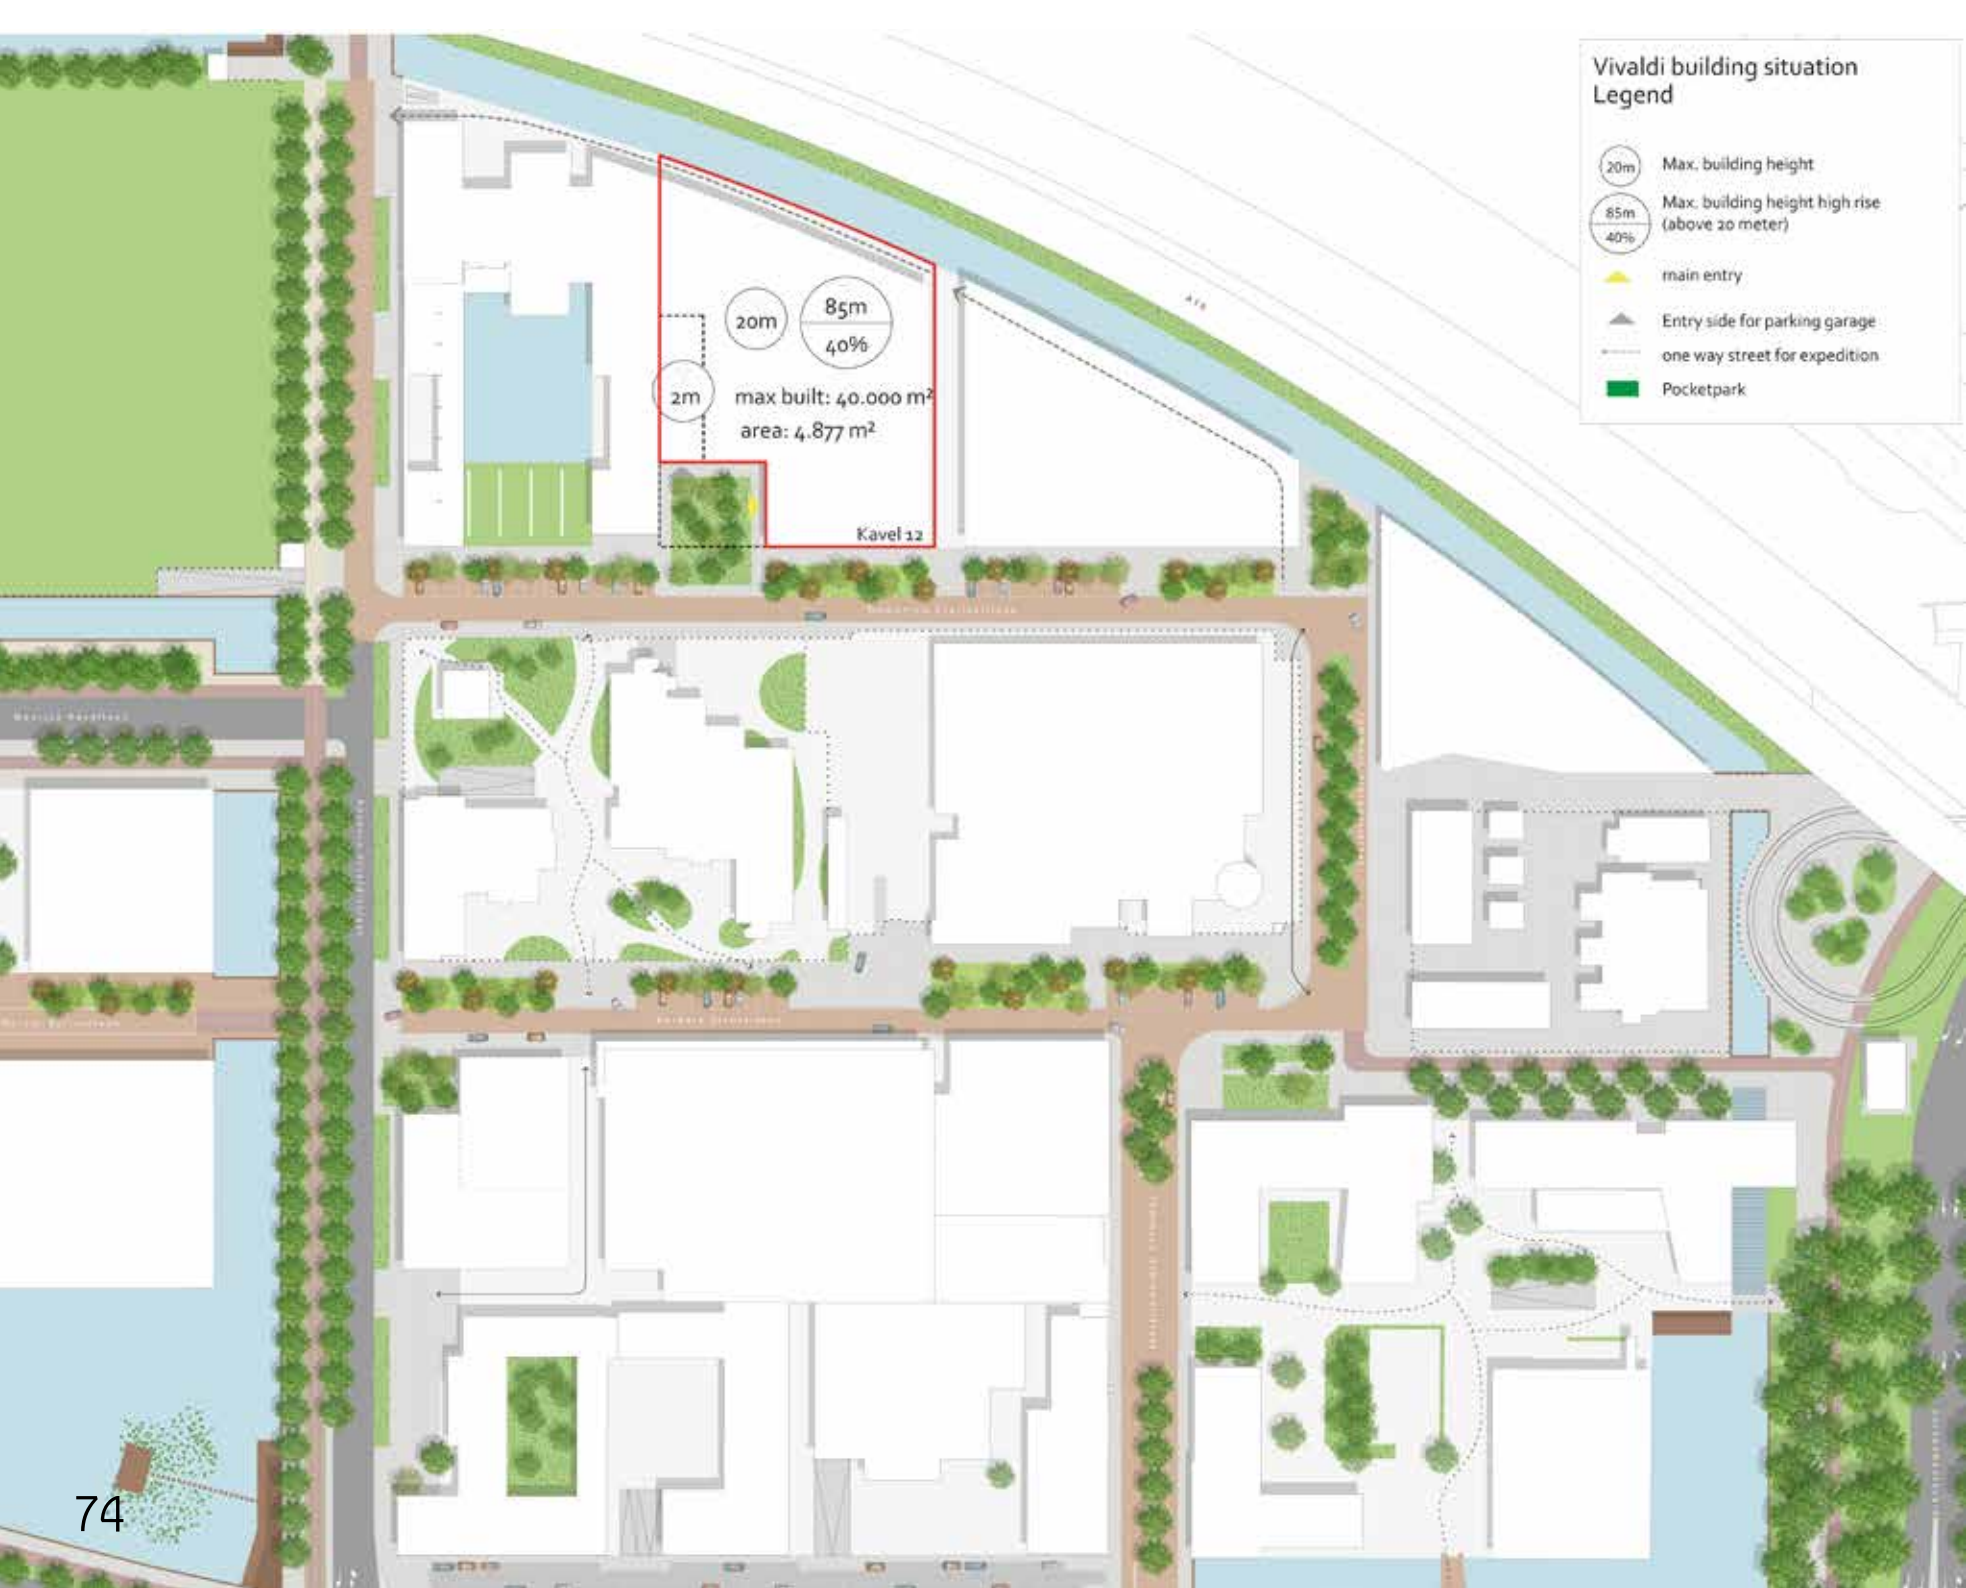 Vivaldi building situation
Legend
20m
Max. building height
85m
40%
Max. building height high rise
(above 20 meter)
main entry
Entry side for parking garage
one way street for expedition
Pocketpark
A10
20m
85m
40%
2m
max built: 40.000 m²
area: 4.877 m²
Kavel 12
74